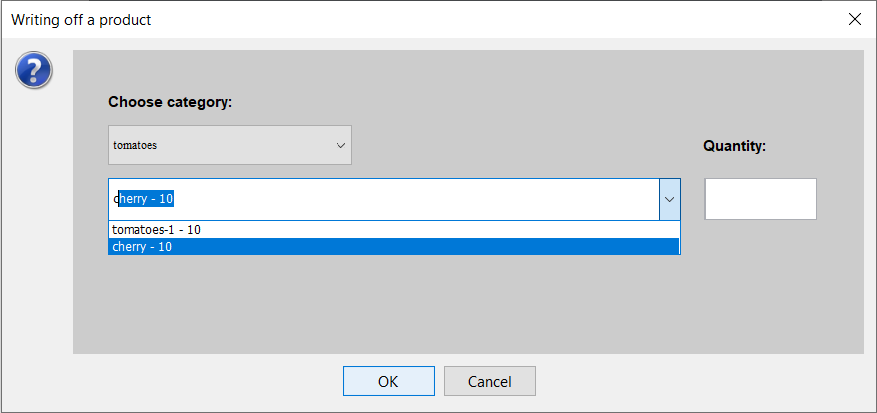 Writing off a product
?
Choose category:
tomatoes
Quantity:
cherry - 10
tomatoes-1 - 10
cherry - 10
OK
Cancel